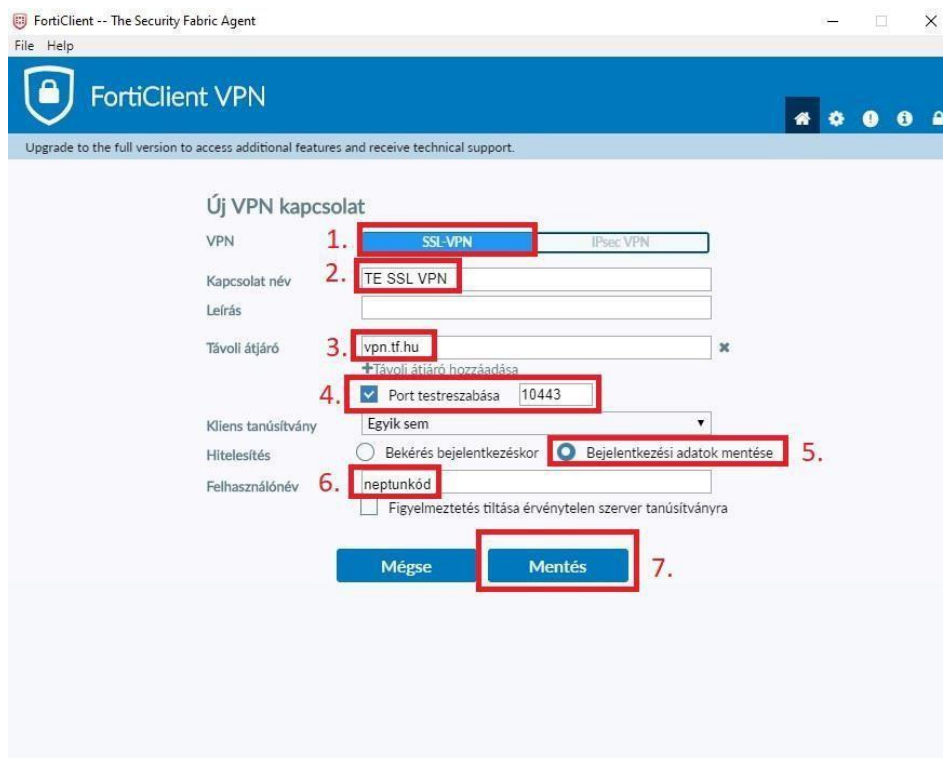 FortiClient -- The Security Fabric Agent
File Help
FortiClient VPN
Upgrade to the full version to access additional features and receive technical support.
Új VPN kapcsolat
VPN 1. SSL-VPN IPsec VPN
Kapcsolat név 2. TE SSL VPN
Leírás
Távoli átjáró 3. vpn.tf.hu
+Távoli átjáró hozzáadása
4. Port testreszabása 10443
Kliens tanúsítvány Egyik sem
Hitelesítés Bekérés bejelentkezéskor Bejelentkezési adatok mentése 5.
Felhasználónév 6. neptunkód
Figyelmeztetés tiltása érvénytelen szerver tanúsítványra
Mégse Mentés 7.